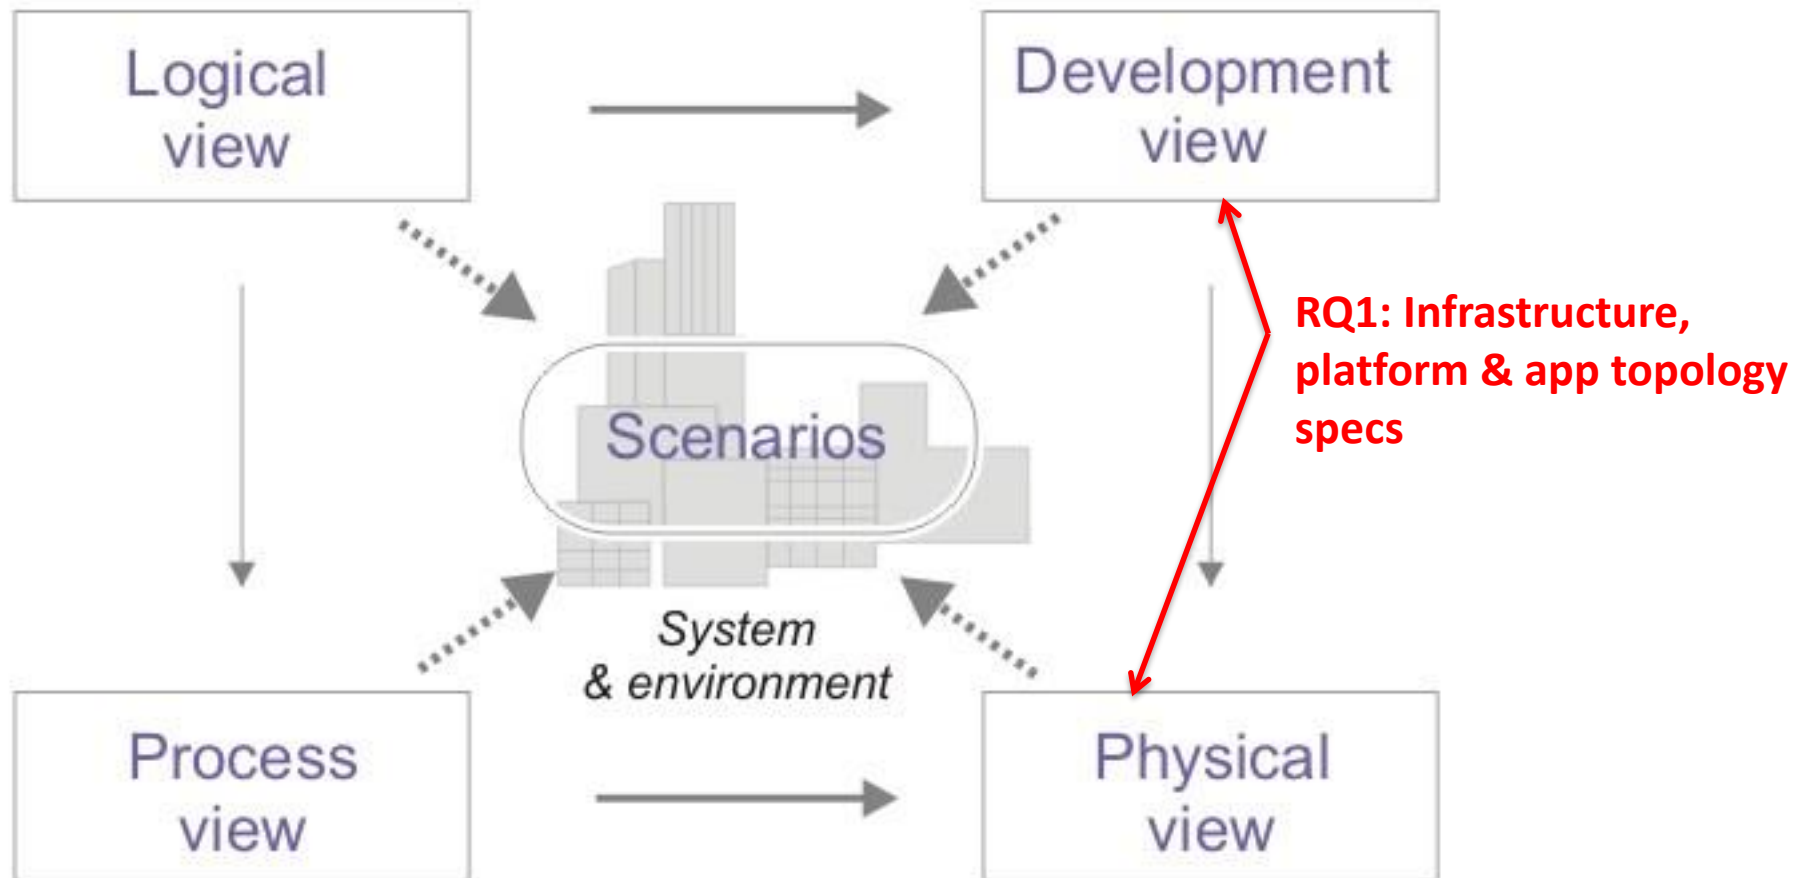 Logical
view
Development
view
RQ1: Infrastructure,
platform & app topology
specs
Scenarios
System
& environment
Process
view
Physical
view